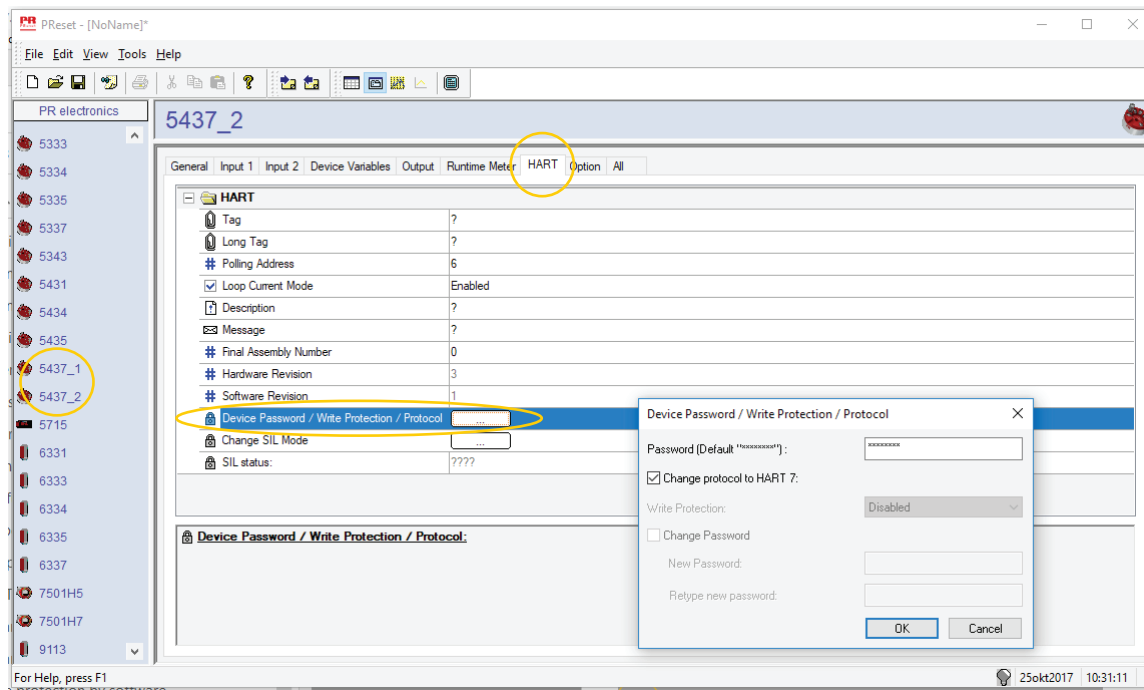 PR PReset - [NoName]*
File Edit View Tools Help
PR electronics
5437_2
5333
5334
5335
5337
5343
5431
5434
5435
5437_1
5437_2
5715
6331
6333
6334
6335
6337
7501H5
7501H7
9113
General Input 1 Input 2 Device Variables Output Runtime Meter HART Option All
HART
Tag ?
Long Tag ?
Polling Address 6
Loop Current Mode Enabled
Description ?
Message ?
Final Assembly Number 0
Hardware Revision 3
Software Revision 1
Device Password / Write Protection / Protocol ...
Change SIL Mode ...
SIL status: ????
Device Password / Write Protection / Protocol:
Device Password / Write Protection / Protocol
Password (Default "********") : ********
Change protocol to HART 7:
Write Protection: Disabled
Change Password
New Password:
Retype new password:
OK Cancel
For Help, press F1 25okt2017 10:31:11
protection by software